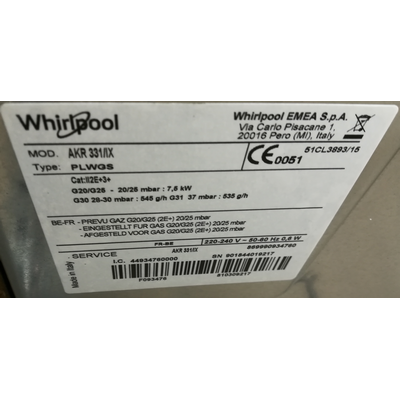 Whirlpool
Whirlpool EMEA S.p.A.
Via Carlo Pisacane 1,
20016 Pero (MI), Italy
MOD. AKR 331/IX
Type: PLWGS
CE 0051
51CL3893/15
Cat:II2E+3+
G20/G25 - 20/25 mbar : 7,5 kW
G30 28-30 mbar : 545 g/h G31 37 mbar : 535 g/h
BE-FR - PREVU GAZ G20/G25 (2E+) 20/25 mbar
- EINGESTELLT FUR GAS G20/G25 (2E+) 20/25 mbar
- AFGESTELD VOOR GAS G20/G25 (2E+) 20/25 mbar
FR-BE
220-240 V ~ 50-60 Hz 0,8 W
SERVICE
AKR 331/IX
869990934760
I.C. 44934760000
SN 901844019217
F093476
910309217
Made in Italy